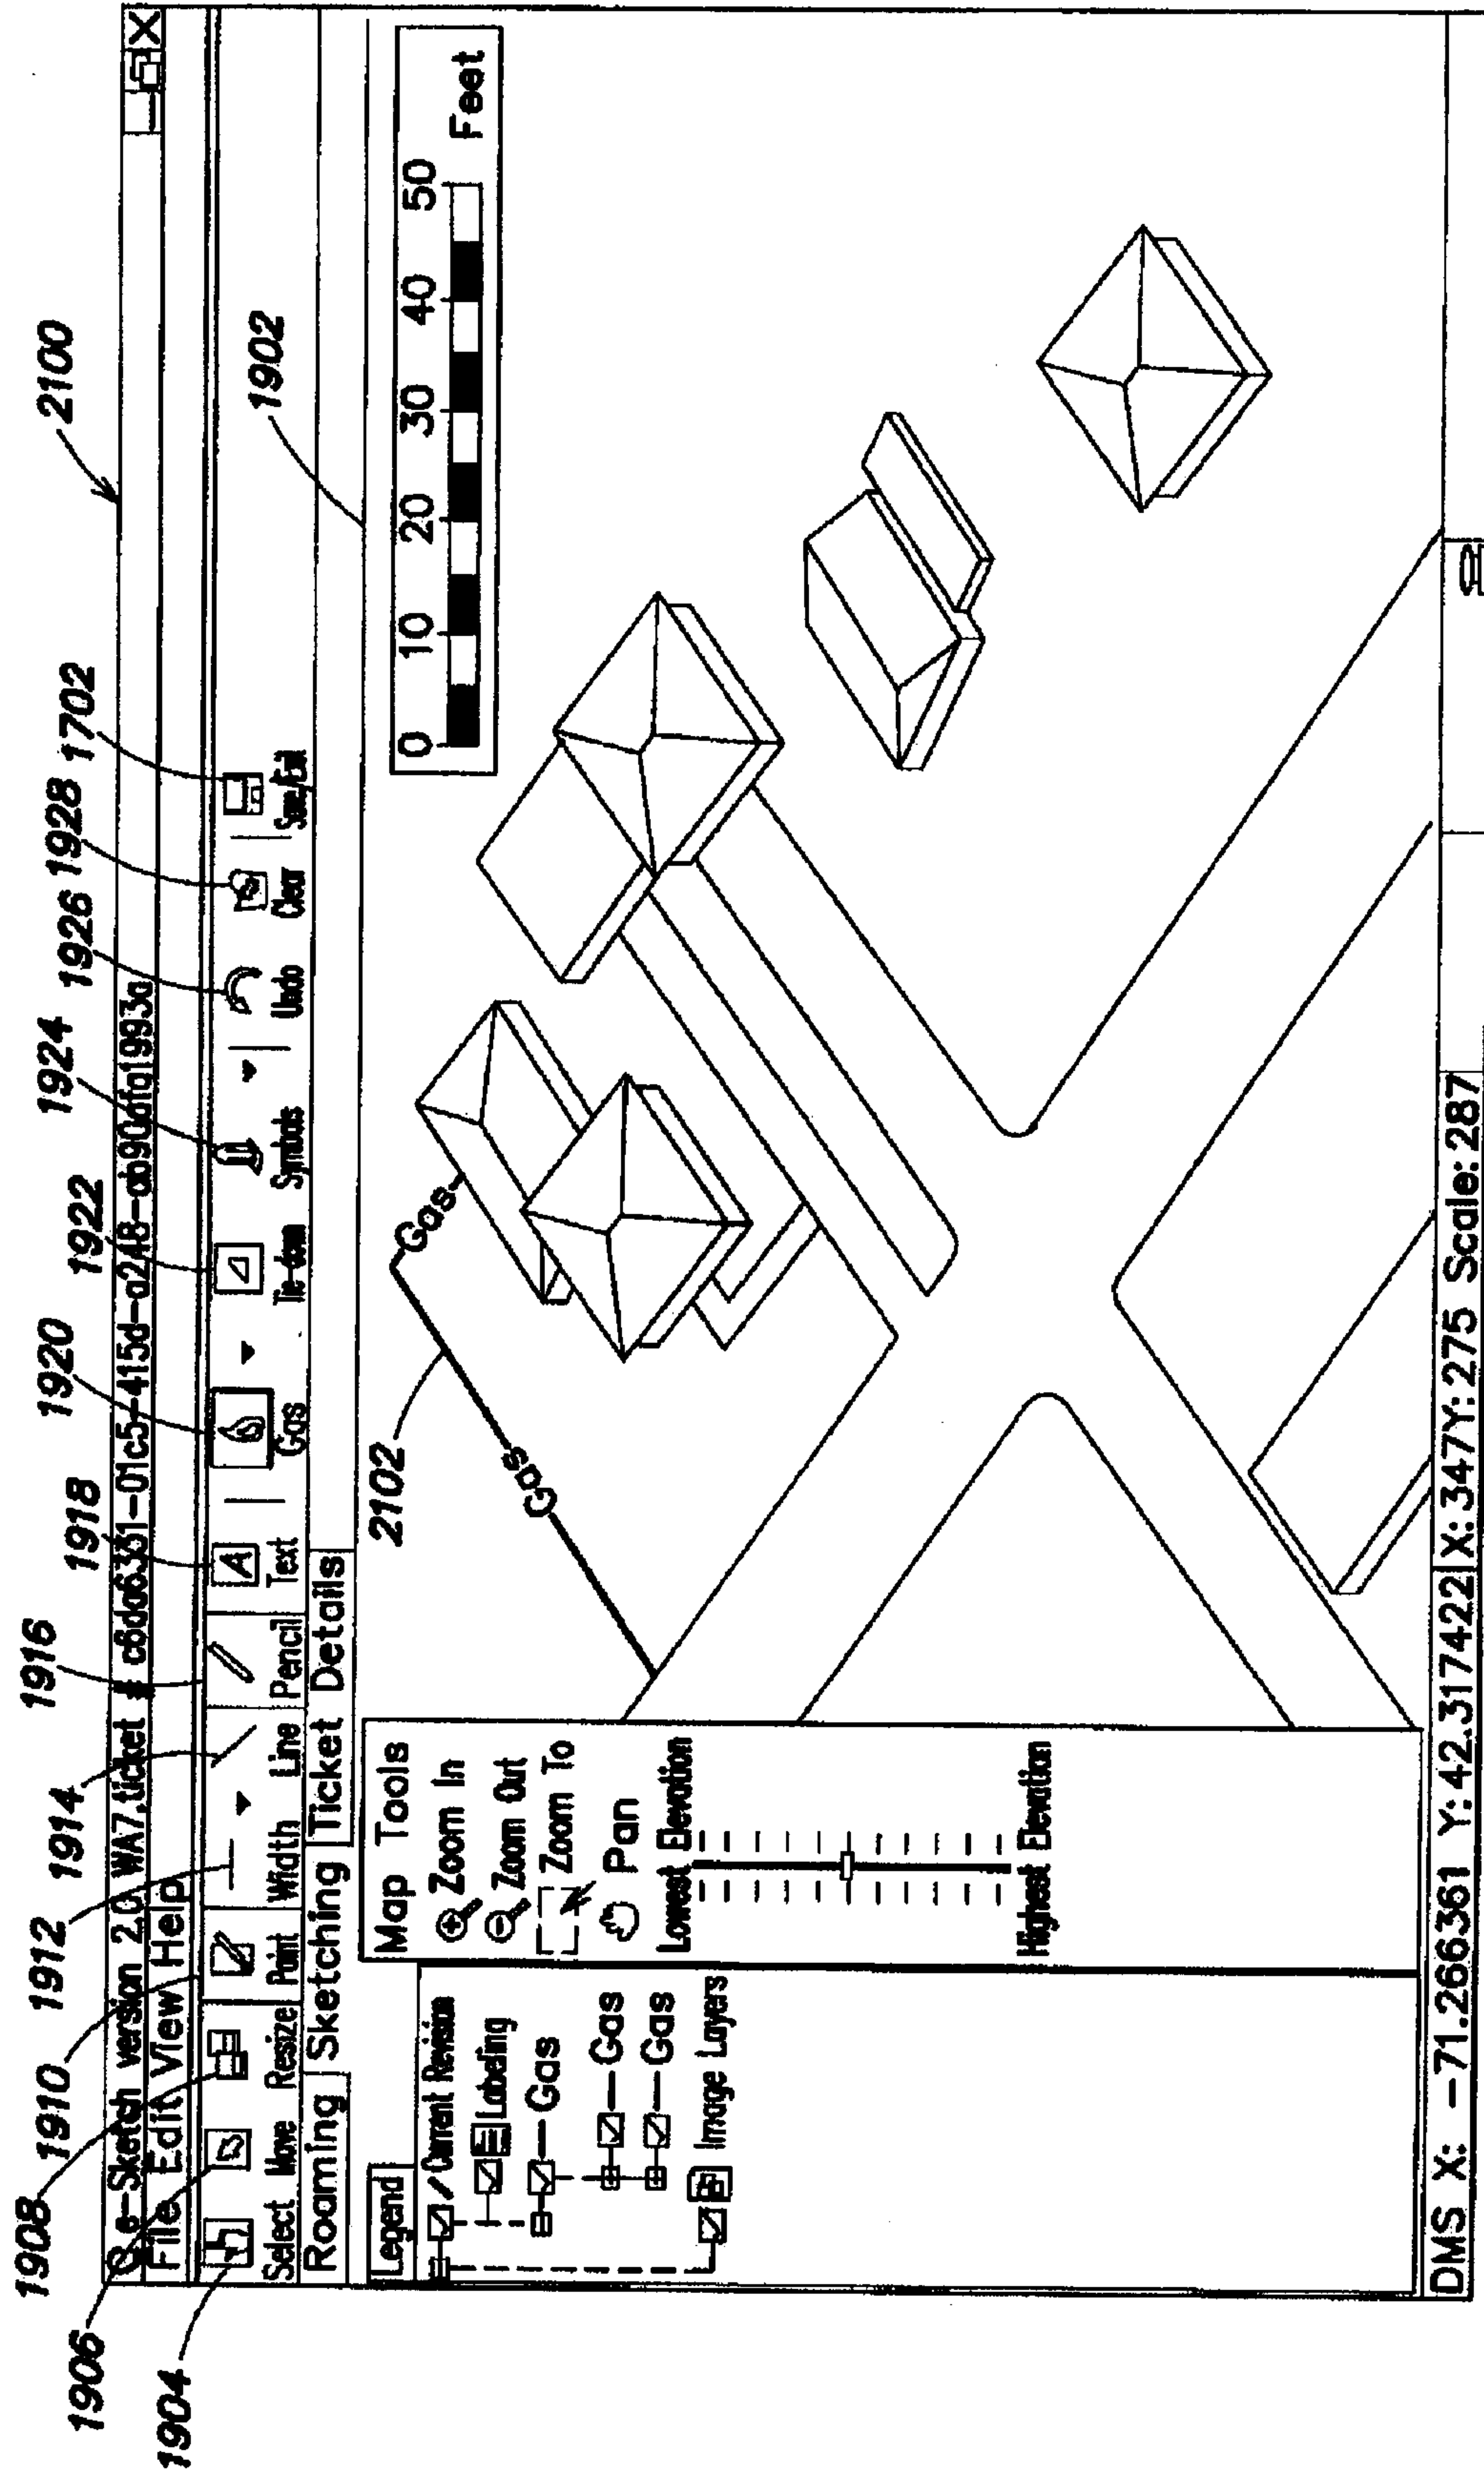 2100
e-Sketch version 2.0 WA7,ticket # c6da6331-01c5-415d-a248-ab90afa1993a
File Edit View Help
1904
1906
1908
1910
1912
1914
1916
1918
1920
1922
1924
1926
1928
1702
Select Move Resize Point Width Line Pencil Text Gas Tie-down Symbols Undo Clear Save/Exit
Roaming Sketching Ticket Details
1902
Legend
Current Revision
Labeling
Gas
Gas
Gas
Image Layers
Map Tools
Zoom In
Zoom Out
Zoom To
Pan
Lowest Elevation
Highest Elevation
2102
Gas
Gas
0 10 20 30 40 50
Feet
DMS X: -71.266361 Y: 42.317422 X: 347Y: 275 Scale: 287